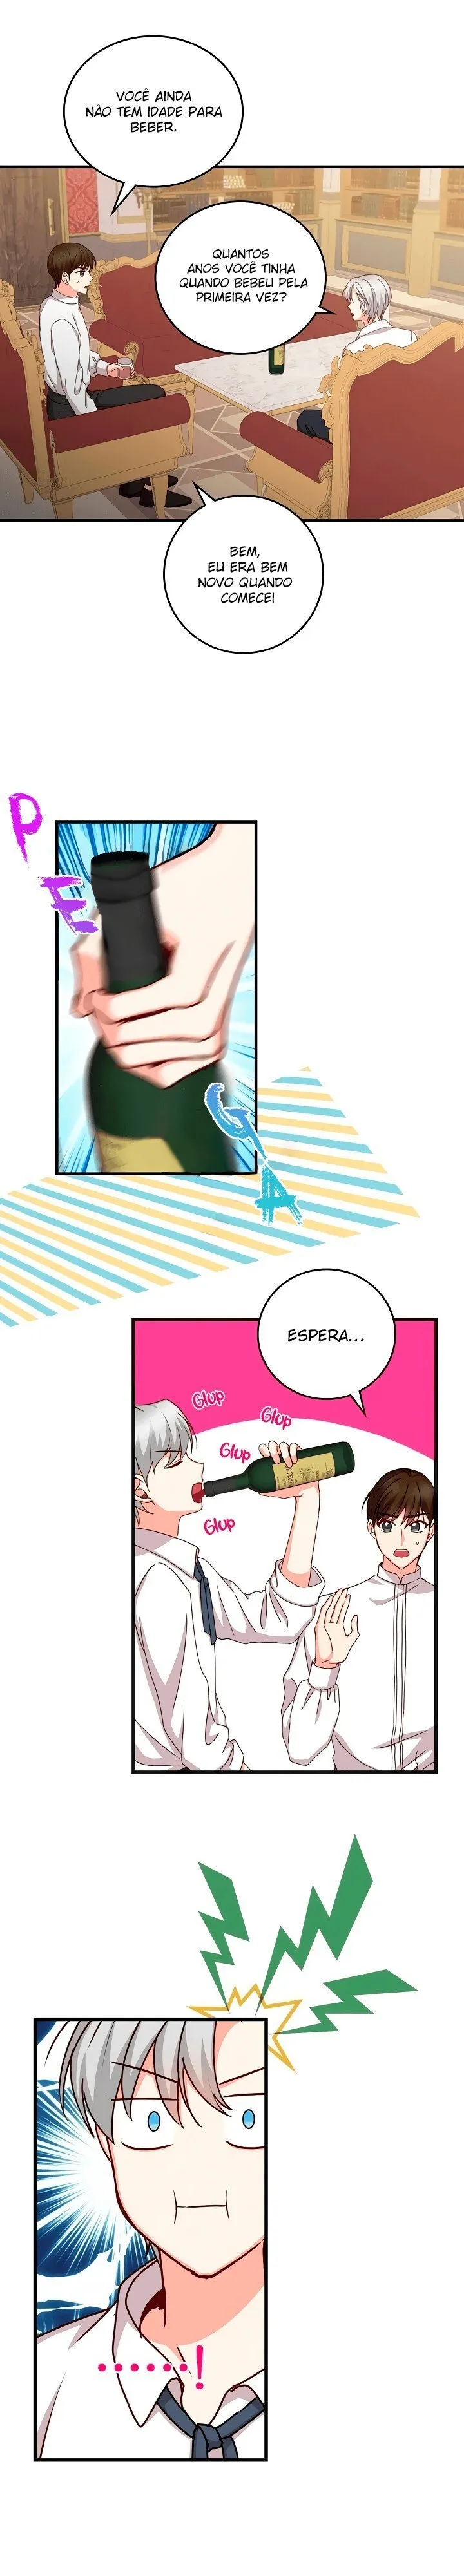 VOCÊ AINDA
NÃO TEM IDADE PARA
BEBER.
QUANTOS
ANOS VOCÊ TINHA
QUANDO BEBEU PELA
PRIMEIRA VEZ?
BEM,
EU ERA BEM
NOVO QUANDO
COMECEI
PEGA
ESPERA...
Glup
Glup
Glup
Glup
......!